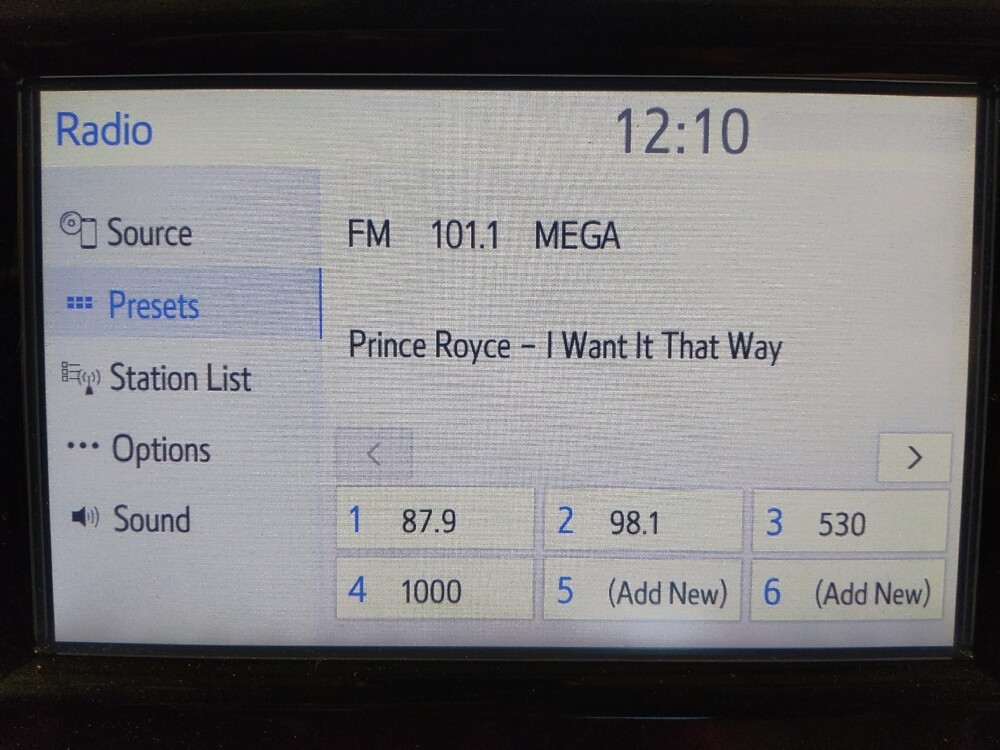 Radio
12:10
Source
Presets
Station List
Options
Sound
FM 101.1 MEGA
Prince Royce – I Want It That Way
< >
1 87.9 2 98.1 3 530
4 1000 5 (Add New) 6 (Add New)